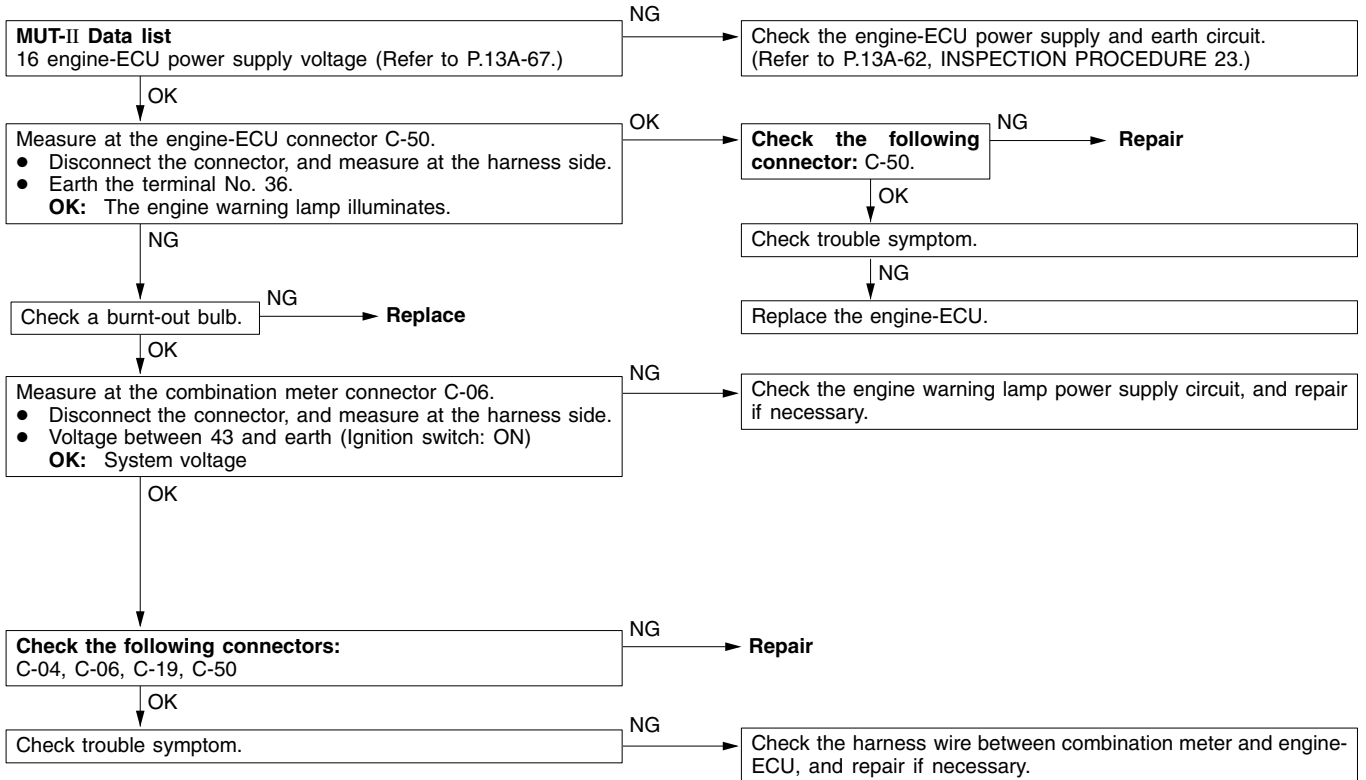 MUT-II Data list
16 engine-ECU power supply voltage (Refer to P.13A-67.)
NG
Check the engine-ECU power supply and earth circuit.
(Refer to P.13A-62, INSPECTION PROCEDURE 23.)
OK
Measure at the engine-ECU connector C-50.
● Disconnect the connector, and measure at the harness side.
● Earth the terminal No. 36.
OK: The engine warning lamp illuminates.
OK
Check the following
connector: C-50.
NG
Repair
OK
Check trouble symptom.
NG
Replace the engine-ECU.
NG
Check a burnt-out bulb.
NG
Replace
OK
Measure at the combination meter connector C-06.
● Disconnect the connector, and measure at the harness side.
● Voltage between 43 and earth (Ignition switch: ON)
OK: System voltage
NG
Check the engine warning lamp power supply circuit, and repair
if necessary.
OK
Check the following connectors:
C-04, C-06, C-19, C-50
NG
Repair
OK
Check trouble symptom.
NG
Check the harness wire between combination meter and engine-
ECU, and repair if necessary.